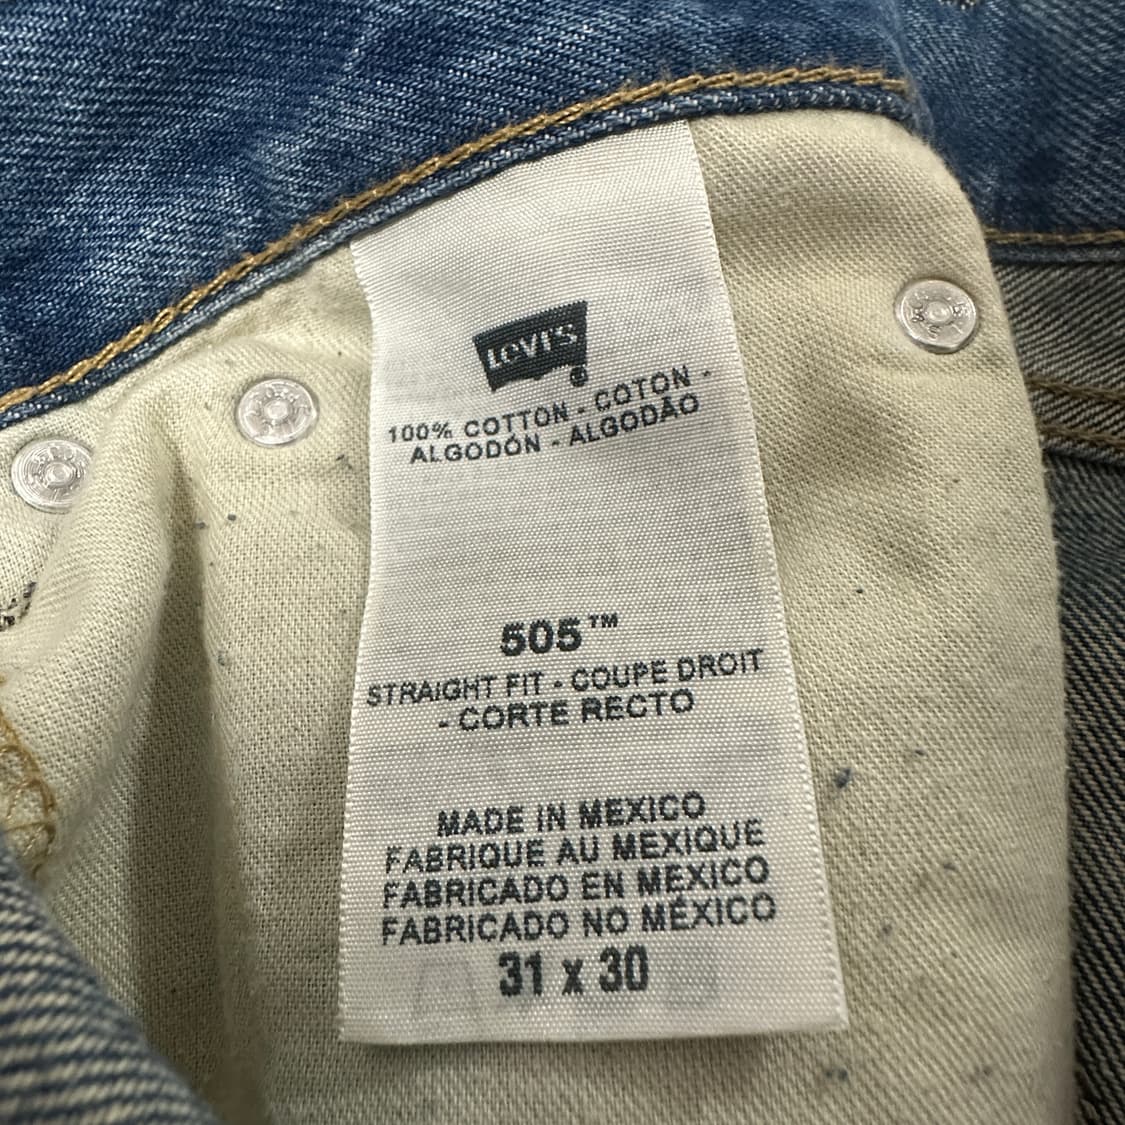 LEVI'S
100% COTTON - COTON -
ALGODÓN - ALGODÃO
505™
STRAIGHT FIT - COUPE DROIT
- CORTE RECTO
MADE IN MEXICO
FABRIQUE AU MEXIQUE
FABRICADO EN MEXICO
FABRICADO NO MÉXICO
31 x 30